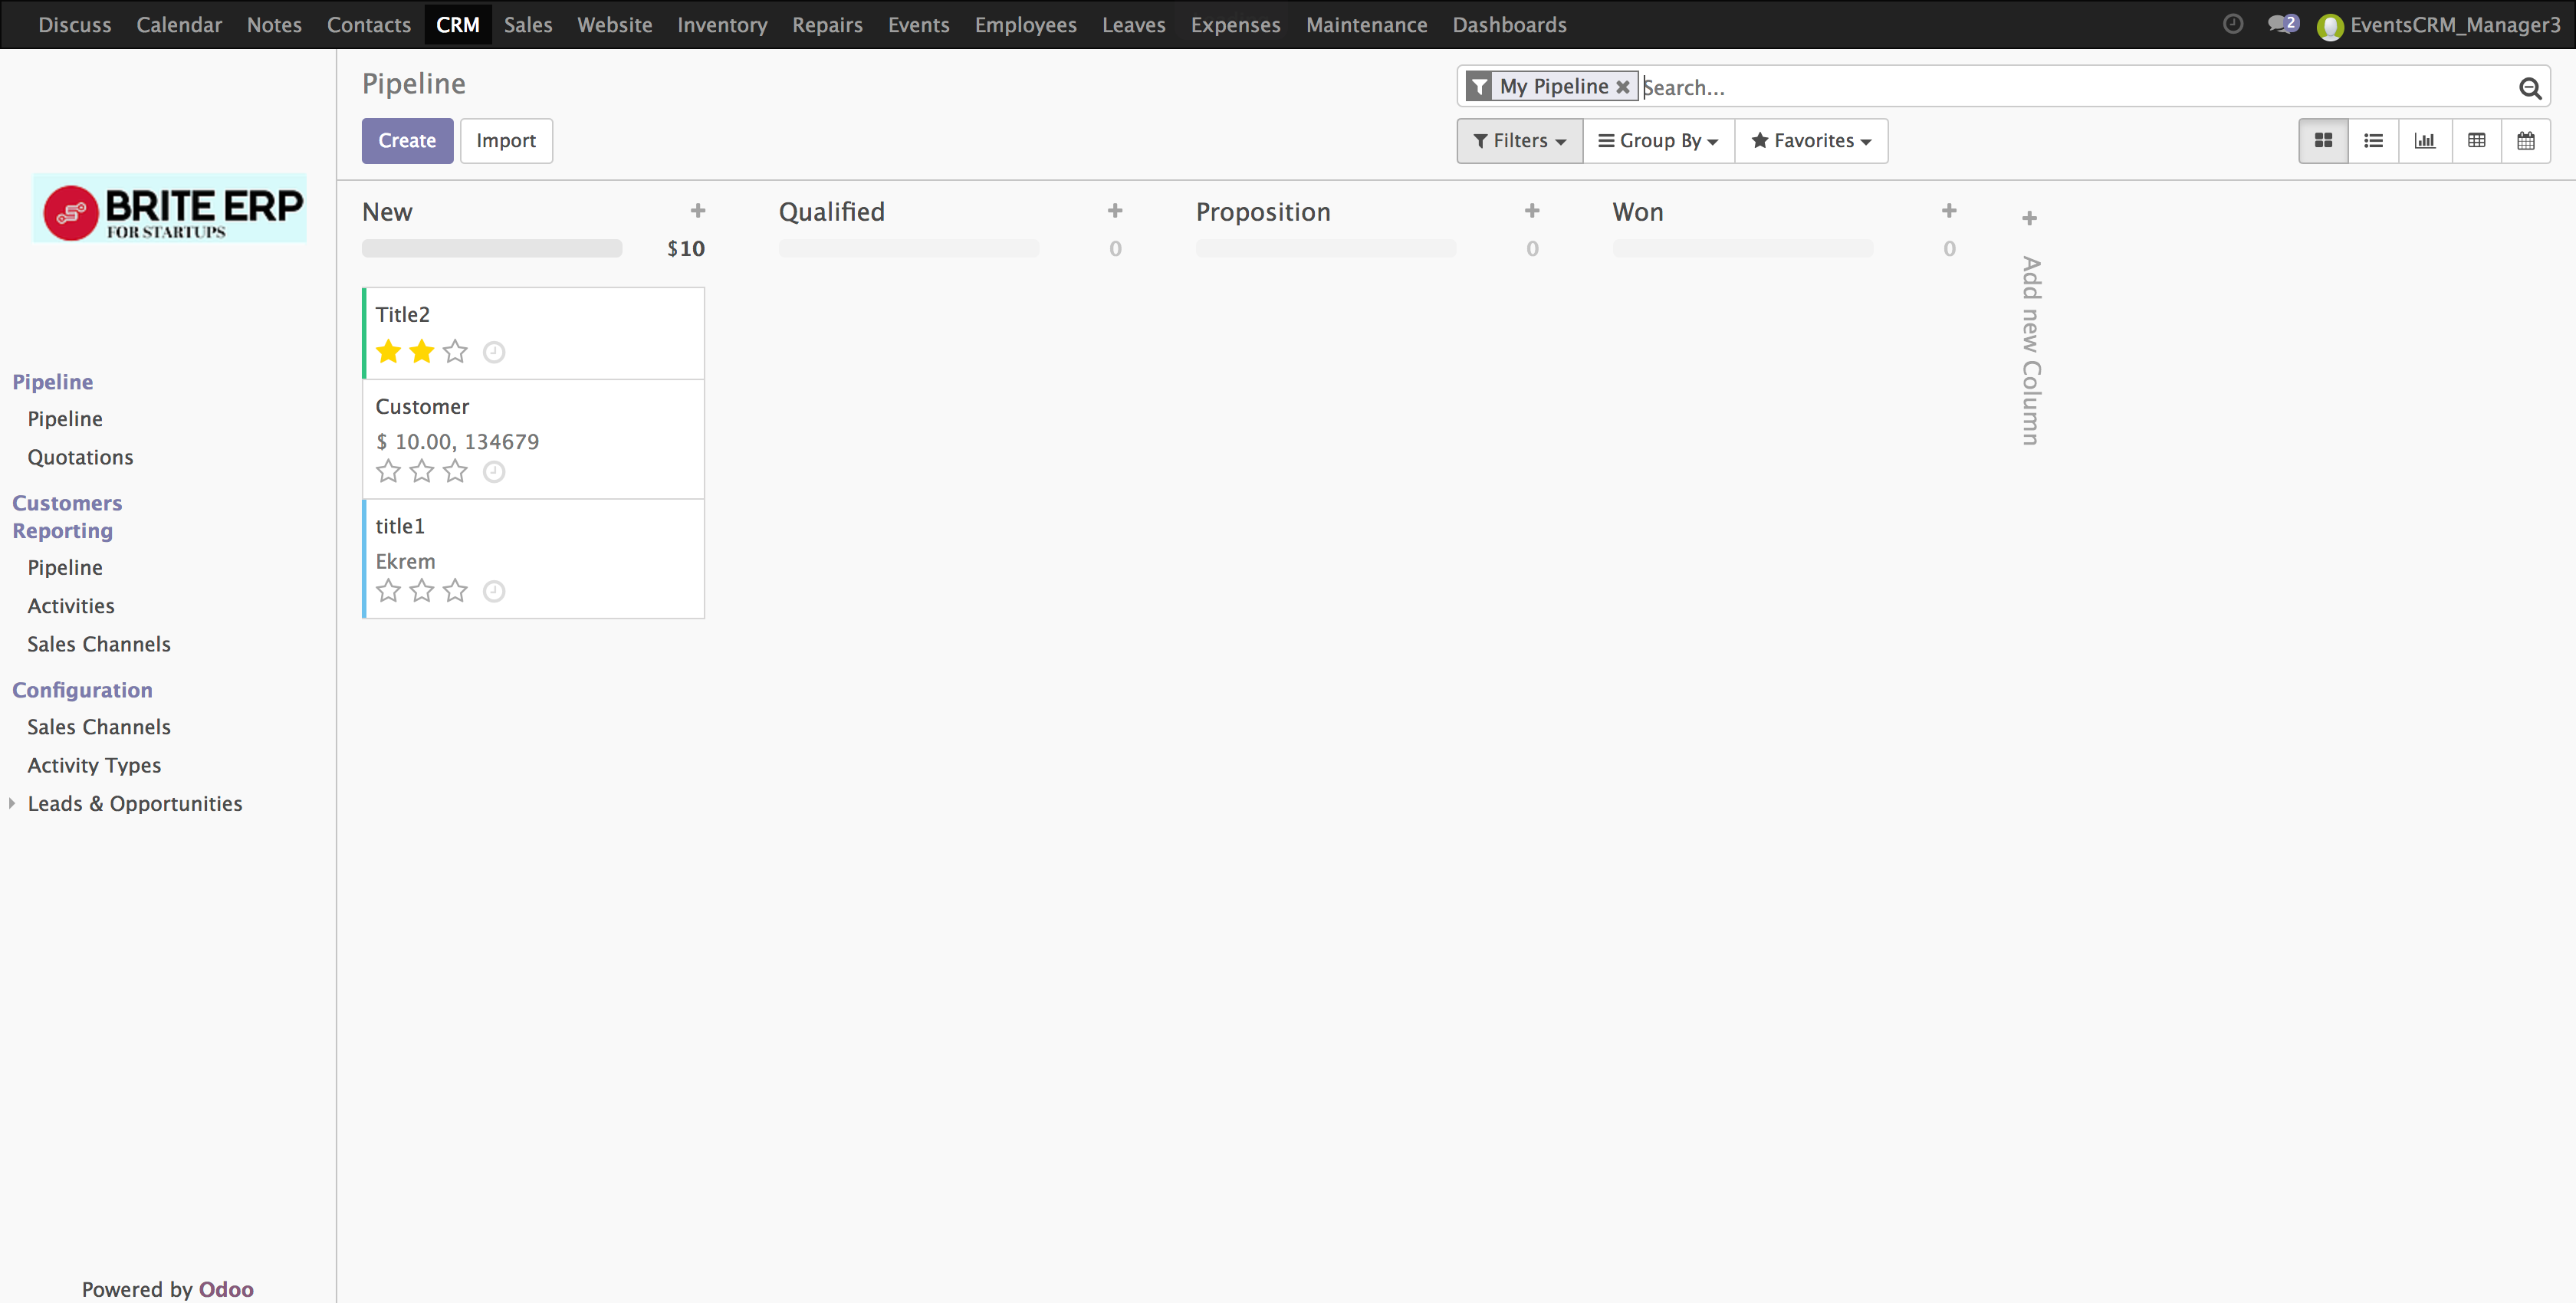 Discuss Calendar Notes Contacts CRM Sales Website Inventory Repairs Events Employees Leaves Expenses Maintenance Dashboards 2 EventsCRM_Manager3
Pipeline
My Pipeline Search...
Create Import Filters Group By Favorites
BRITE ERP
FOR STARTUPS
Pipeline
Pipeline
Quotations
Customers
Reporting
Pipeline
Activities
Sales Channels
Configuration
Sales Channels
Activity Types
Leads & Opportunities
Powered by Odoo
New
$10
Title2
Customer
$ 10.00, 134679
title1
Ekrem
Qualified
0
Proposition
0
Won
0
Add new Column